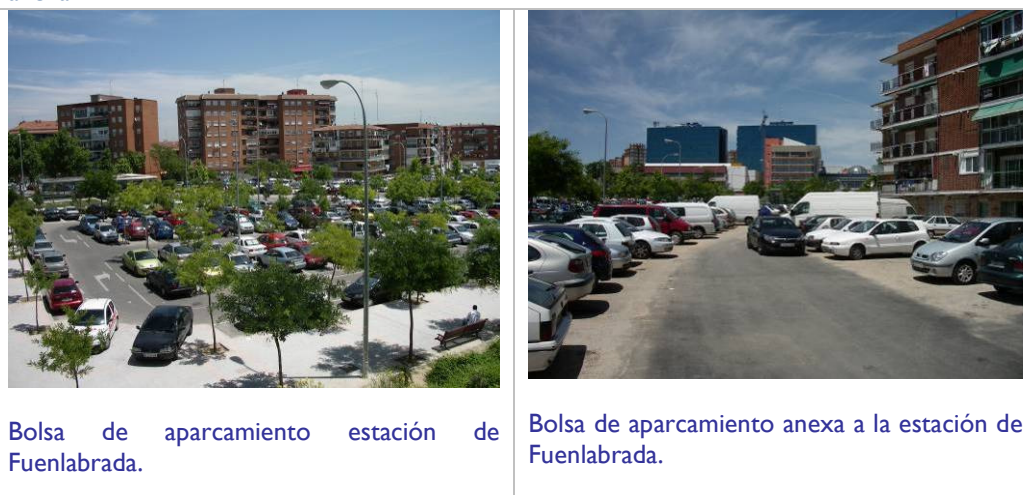 Bolsa de aparcamiento estación de
Fuenlabrada.
Bolsa de aparcamiento anexa a la estación de
Fuenlabrada.